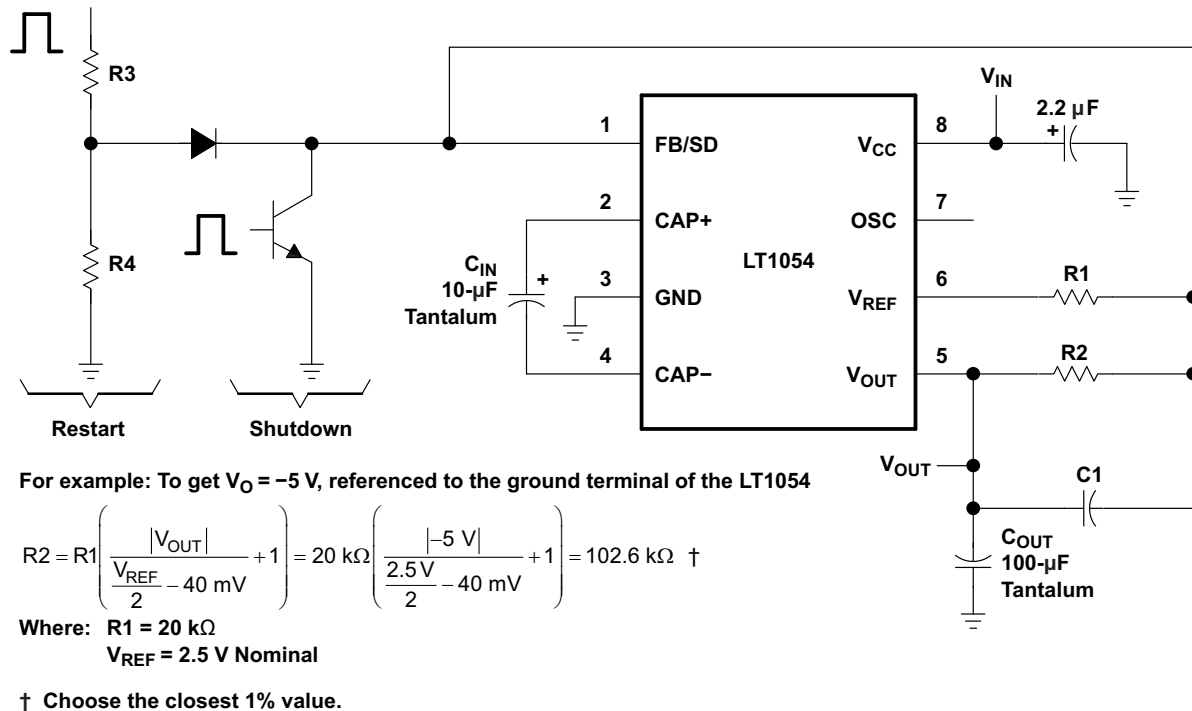 R3
R4
Restart
Shutdown
1
2
3
4
C_IN
10-µF
Tantalum
+
FB/SD
CAP+
GND
CAP−
LT1054
V_CC
OSC
V_REF
V_OUT
8
7
6
5
V_IN
2.2 µF
+
R1
R2
V_OUT
C1
C_OUT
100-µF
Tantalum
For example: To get V_O = −5 V, referenced to the ground terminal of the LT1054
R2 = R1 ( |V_OUT| / ( V_REF / 2 − 40 mV ) + 1 ) = 20 kΩ ( |−5 V| / ( 2.5 V / 2 − 40 mV ) + 1 ) = 102.6 kΩ †
Where: R1 = 20 kΩ
V_REF = 2.5 V Nominal
† Choose the closest 1% value.